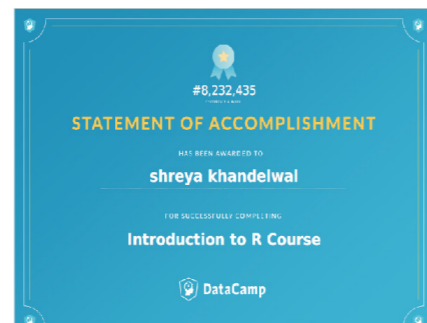 #8,232,435
STATEMENT OF ACCOMPLISHMENT
HAS BEEN AWARDED TO
shreya khandelwal
FOR SUCCESSFULLY COMPLETING
Introduction to R Course
DataCamp